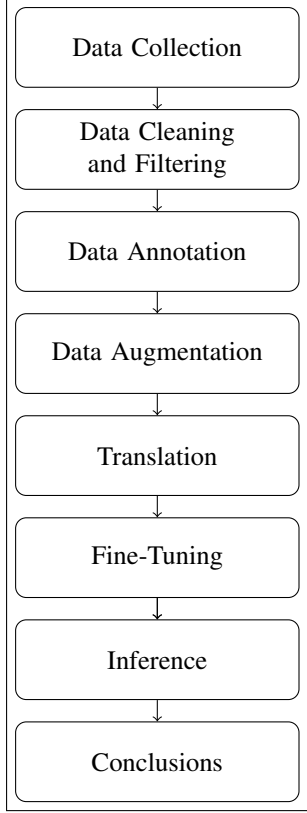 Data Collection
Data Cleaning
and Filtering
Data Annotation
Data Augmentation
Translation
Fine-Tuning
Inference
Conclusions